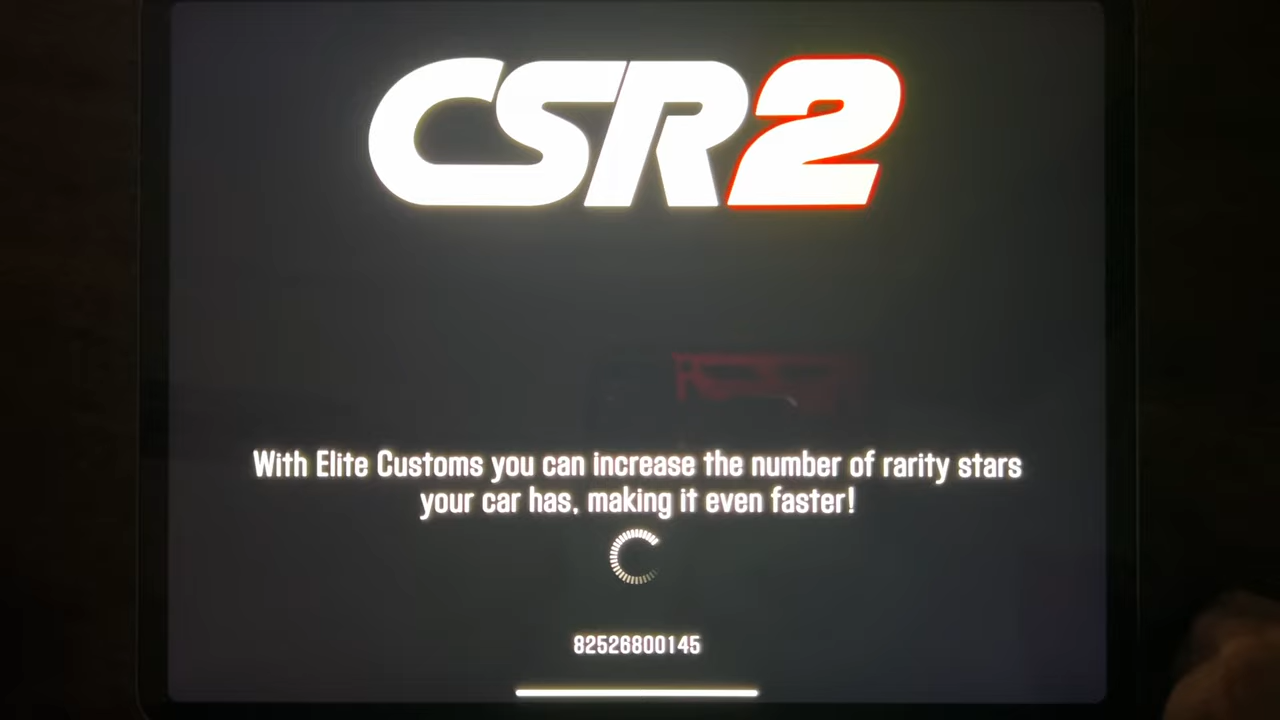 CSR2
With Elite Customs you can increase the number of rarity stars
your car has, making it even faster!
82526800145